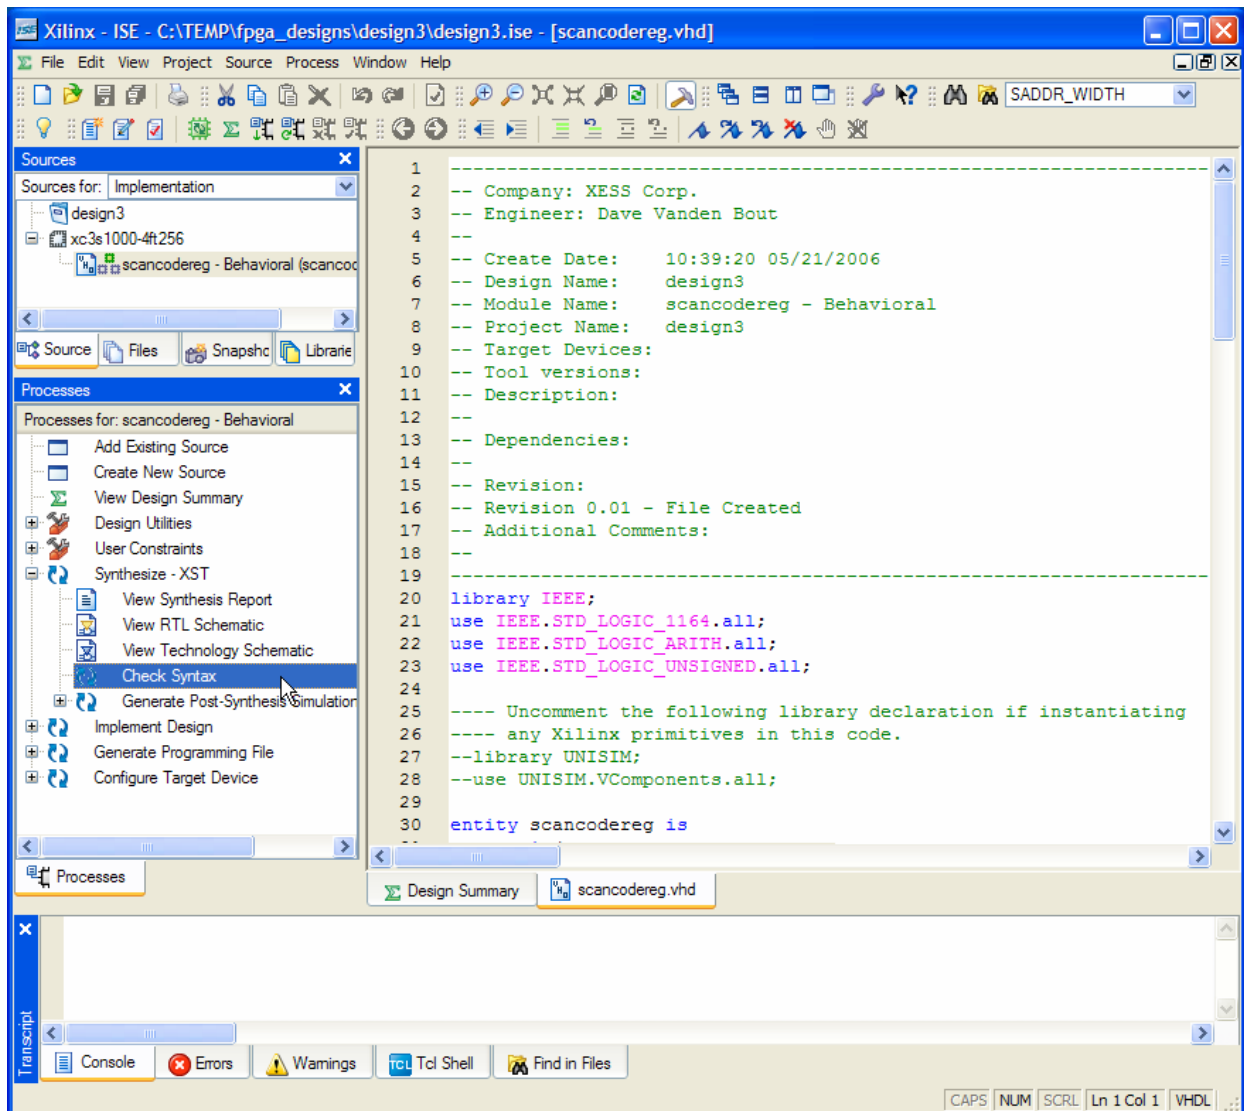 Xilinx - ISE - C:\TEMP\fpga_designs\design3\design3.ise - [scancodereg.vhd]
File Edit View Project Source Process Window Help
SADDR_WIDTH
Sources
Sources for: Implementation
design3
xc3s1000-4ft256
scancodereg - Behavioral (scancoc
Source Files Snapshc Librarie
Processes
Processes for: scancodereg - Behavioral
Add Existing Source
Create New Source
View Design Summary
Design Utilities
User Constraints
Synthesize - XST
View Synthesis Report
View RTL Schematic
View Technology Schematic
Check Syntax
Generate Post-Synthesis Simulation
Implement Design
Generate Programming File
Configure Target Device
Processes
1 --------------------------------------------------------------------
2 -- Company: XESS Corp.
3 -- Engineer: Dave Vanden Bout
4 --
5 -- Create Date: 10:39:20 05/21/2006
6 -- Design Name: design3
7 -- Module Name: scancodereg - Behavioral
8 -- Project Name: design3
9 -- Target Devices:
10 -- Tool versions:
11 -- Description:
12 --
13 -- Dependencies:
14 --
15 -- Revision:
16 -- Revision 0.01 - File Created
17 -- Additional Comments:
18 --
19 --------------------------------------------------------------------
20 library IEEE;
21 use IEEE.STD_LOGIC_1164.all;
22 use IEEE.STD_LOGIC_ARITH.all;
23 use IEEE.STD_LOGIC_UNSIGNED.all;
24
25 ---- Uncomment the following library declaration if instantiating
26 ---- any Xilinx primitives in this code.
27 --library UNISIM;
28 --use UNISIM.VComponents.all;
29
30 entity scancodereg is
Design Summary scancodereg.vhd
Transcript
Console Errors Warnings TCL Tcl Shell Find in Files
CAPS NUM SCRL Ln 1 Col 1 VHDL